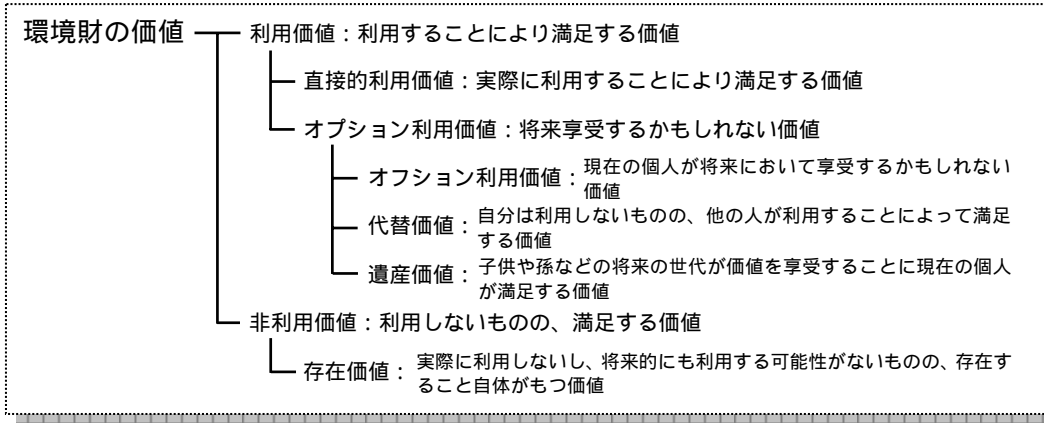 環境財の価値
利用価値：利用することにより満足する価値
直接的利用価値：実際に利用することにより満足する価値
オプション利用価値：将来享受するかもしれない価値
オフション利用価値：現在の個人が将来において享受するかもしれない
価値
代替価値：自分は利用しないものの、他の人が利用することによって満足
する価値
遺産価値：子供や孫などの将来の世代が価値を享受することに現在の個人
が満足する価値
非利用価値：利用しないものの、満足する価値
存在価値：実際に利用しないし、将来的にも利用する可能性がないものの、存在す
ること自体がもつ価値